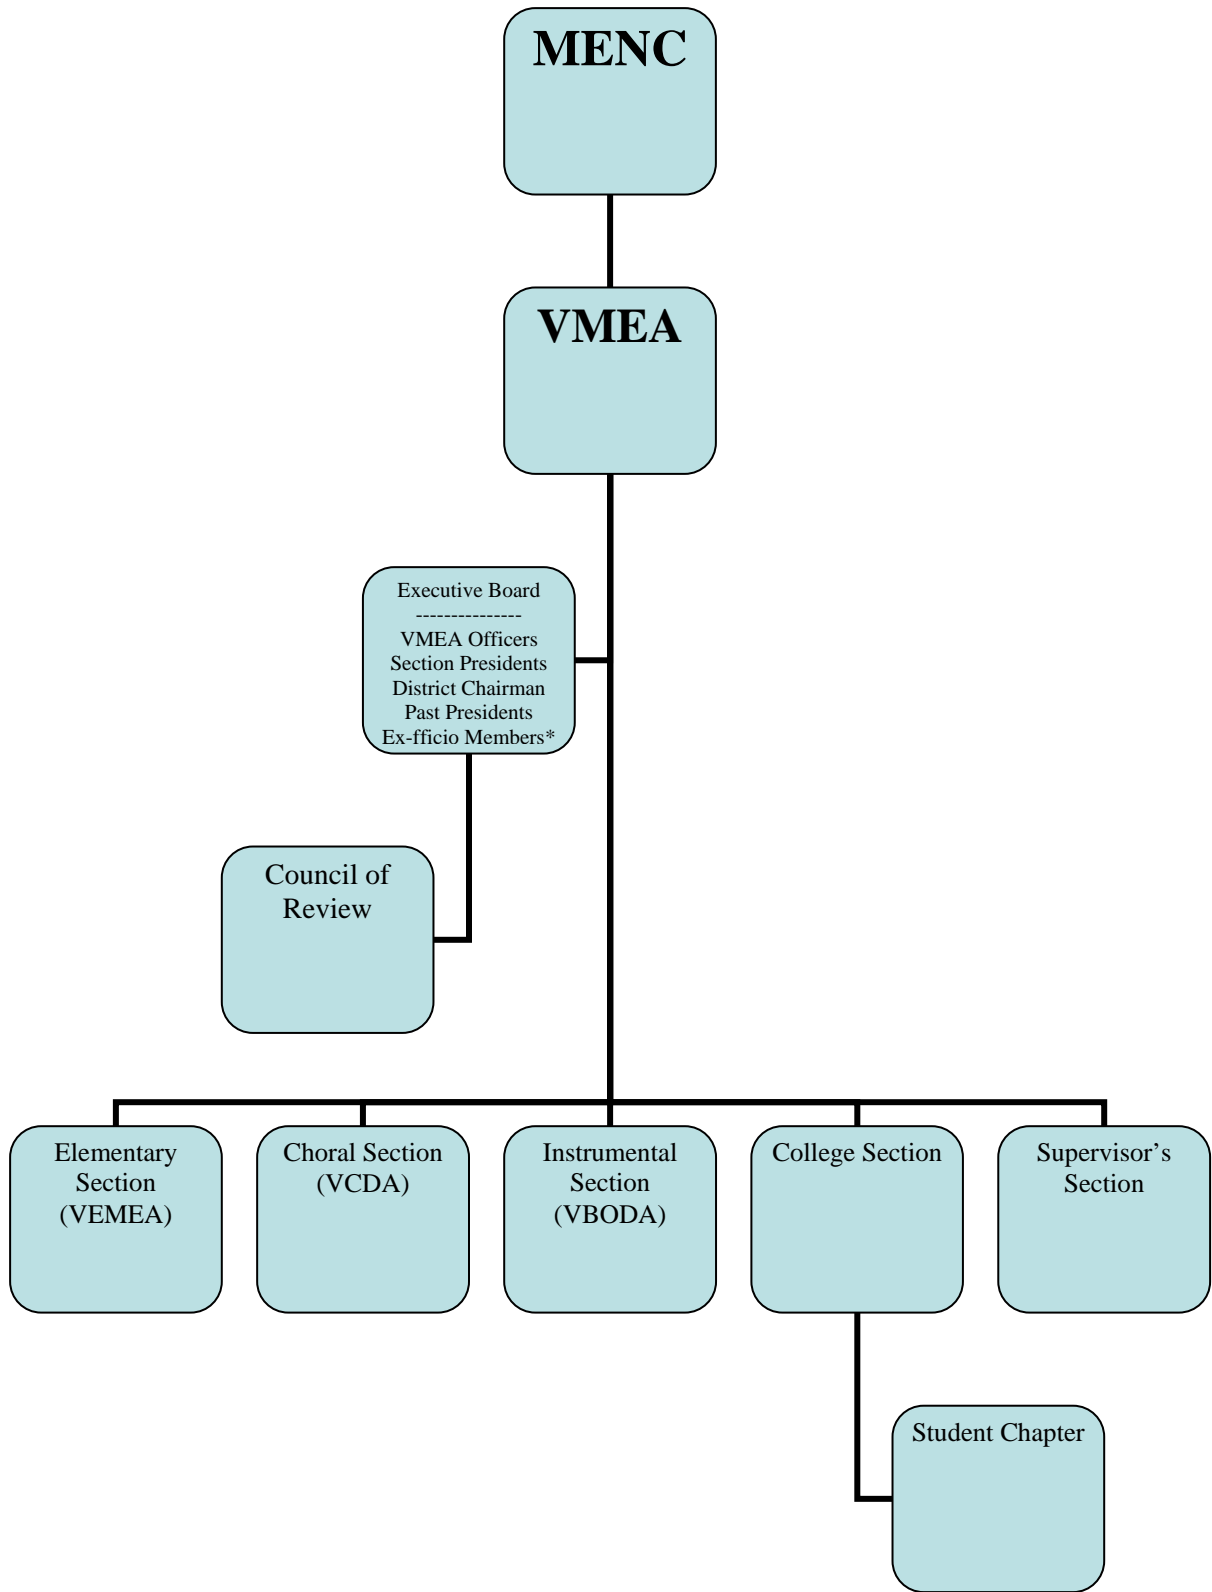 MENC
VMEA
Executive Board
---------------
VMEA Officers
Section Presidents
District Chairman
Past Presidents
Ex-fficio Members*
Council of
Review
Elementary
Section
(VEMEA)
Choral Section
(VCDA)
Instrumental
Section
(VBODA)
College Section
Supervisor’s
Section
Student Chapter